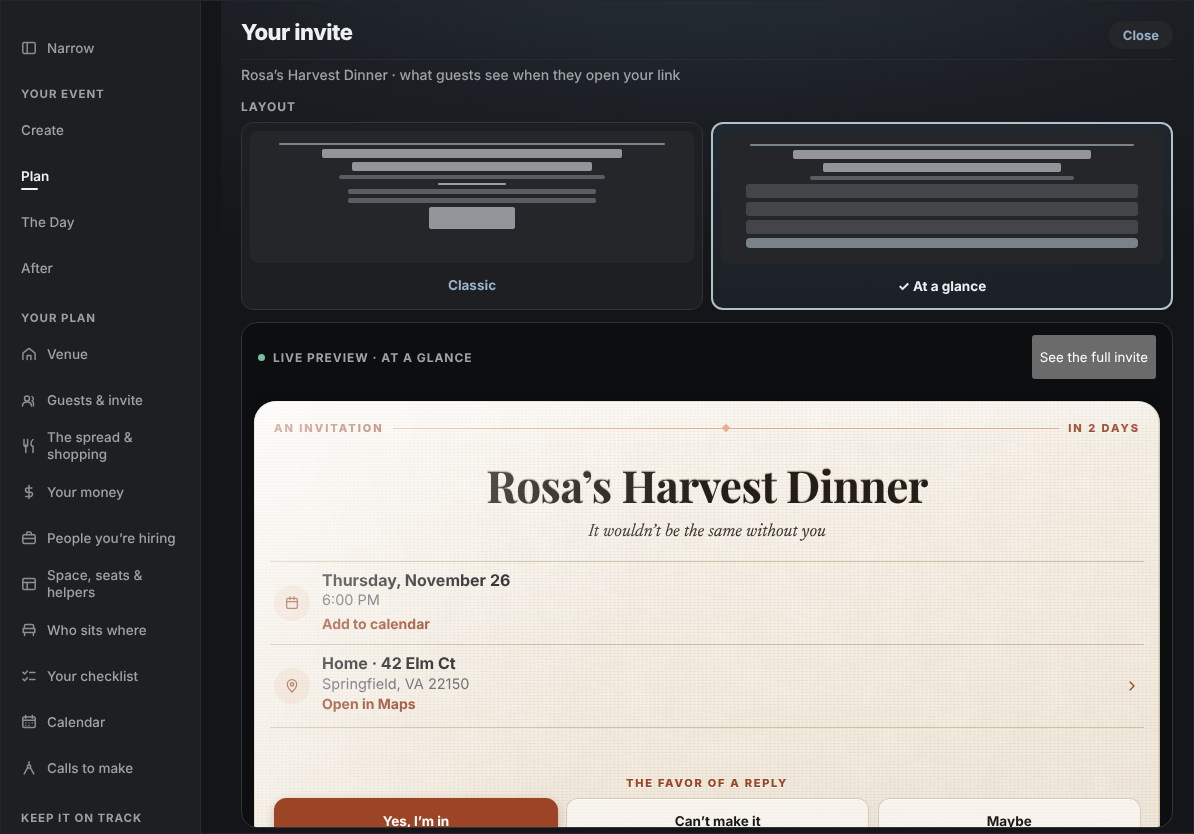 Narrow
YOUR EVENT
Create
Plan
The Day
After
YOUR PLAN
Venue
Guests & invite
The spread &
shopping
Your money
People you’re hiring
Space, seats &
helpers
Who sits where
Your checklist
Calendar
Calls to make
KEEP IT ON TRACK
Your invite
Close
Rosa’s Harvest Dinner · what guests see when they open your link
LAYOUT
Classic
✓ At a glance
LIVE PREVIEW · AT A GLANCE
See the full invite
AN INVITATION
IN 2 DAYS
Rosa’s Harvest Dinner
It wouldn’t be the same without you
Thursday, November 26
6:00 PM
Add to calendar
Home · 42 Elm Ct
Springfield, VA 22150
Open in Maps
THE FAVOR OF A REPLY
Yes, I’m in
Can’t make it
Maybe